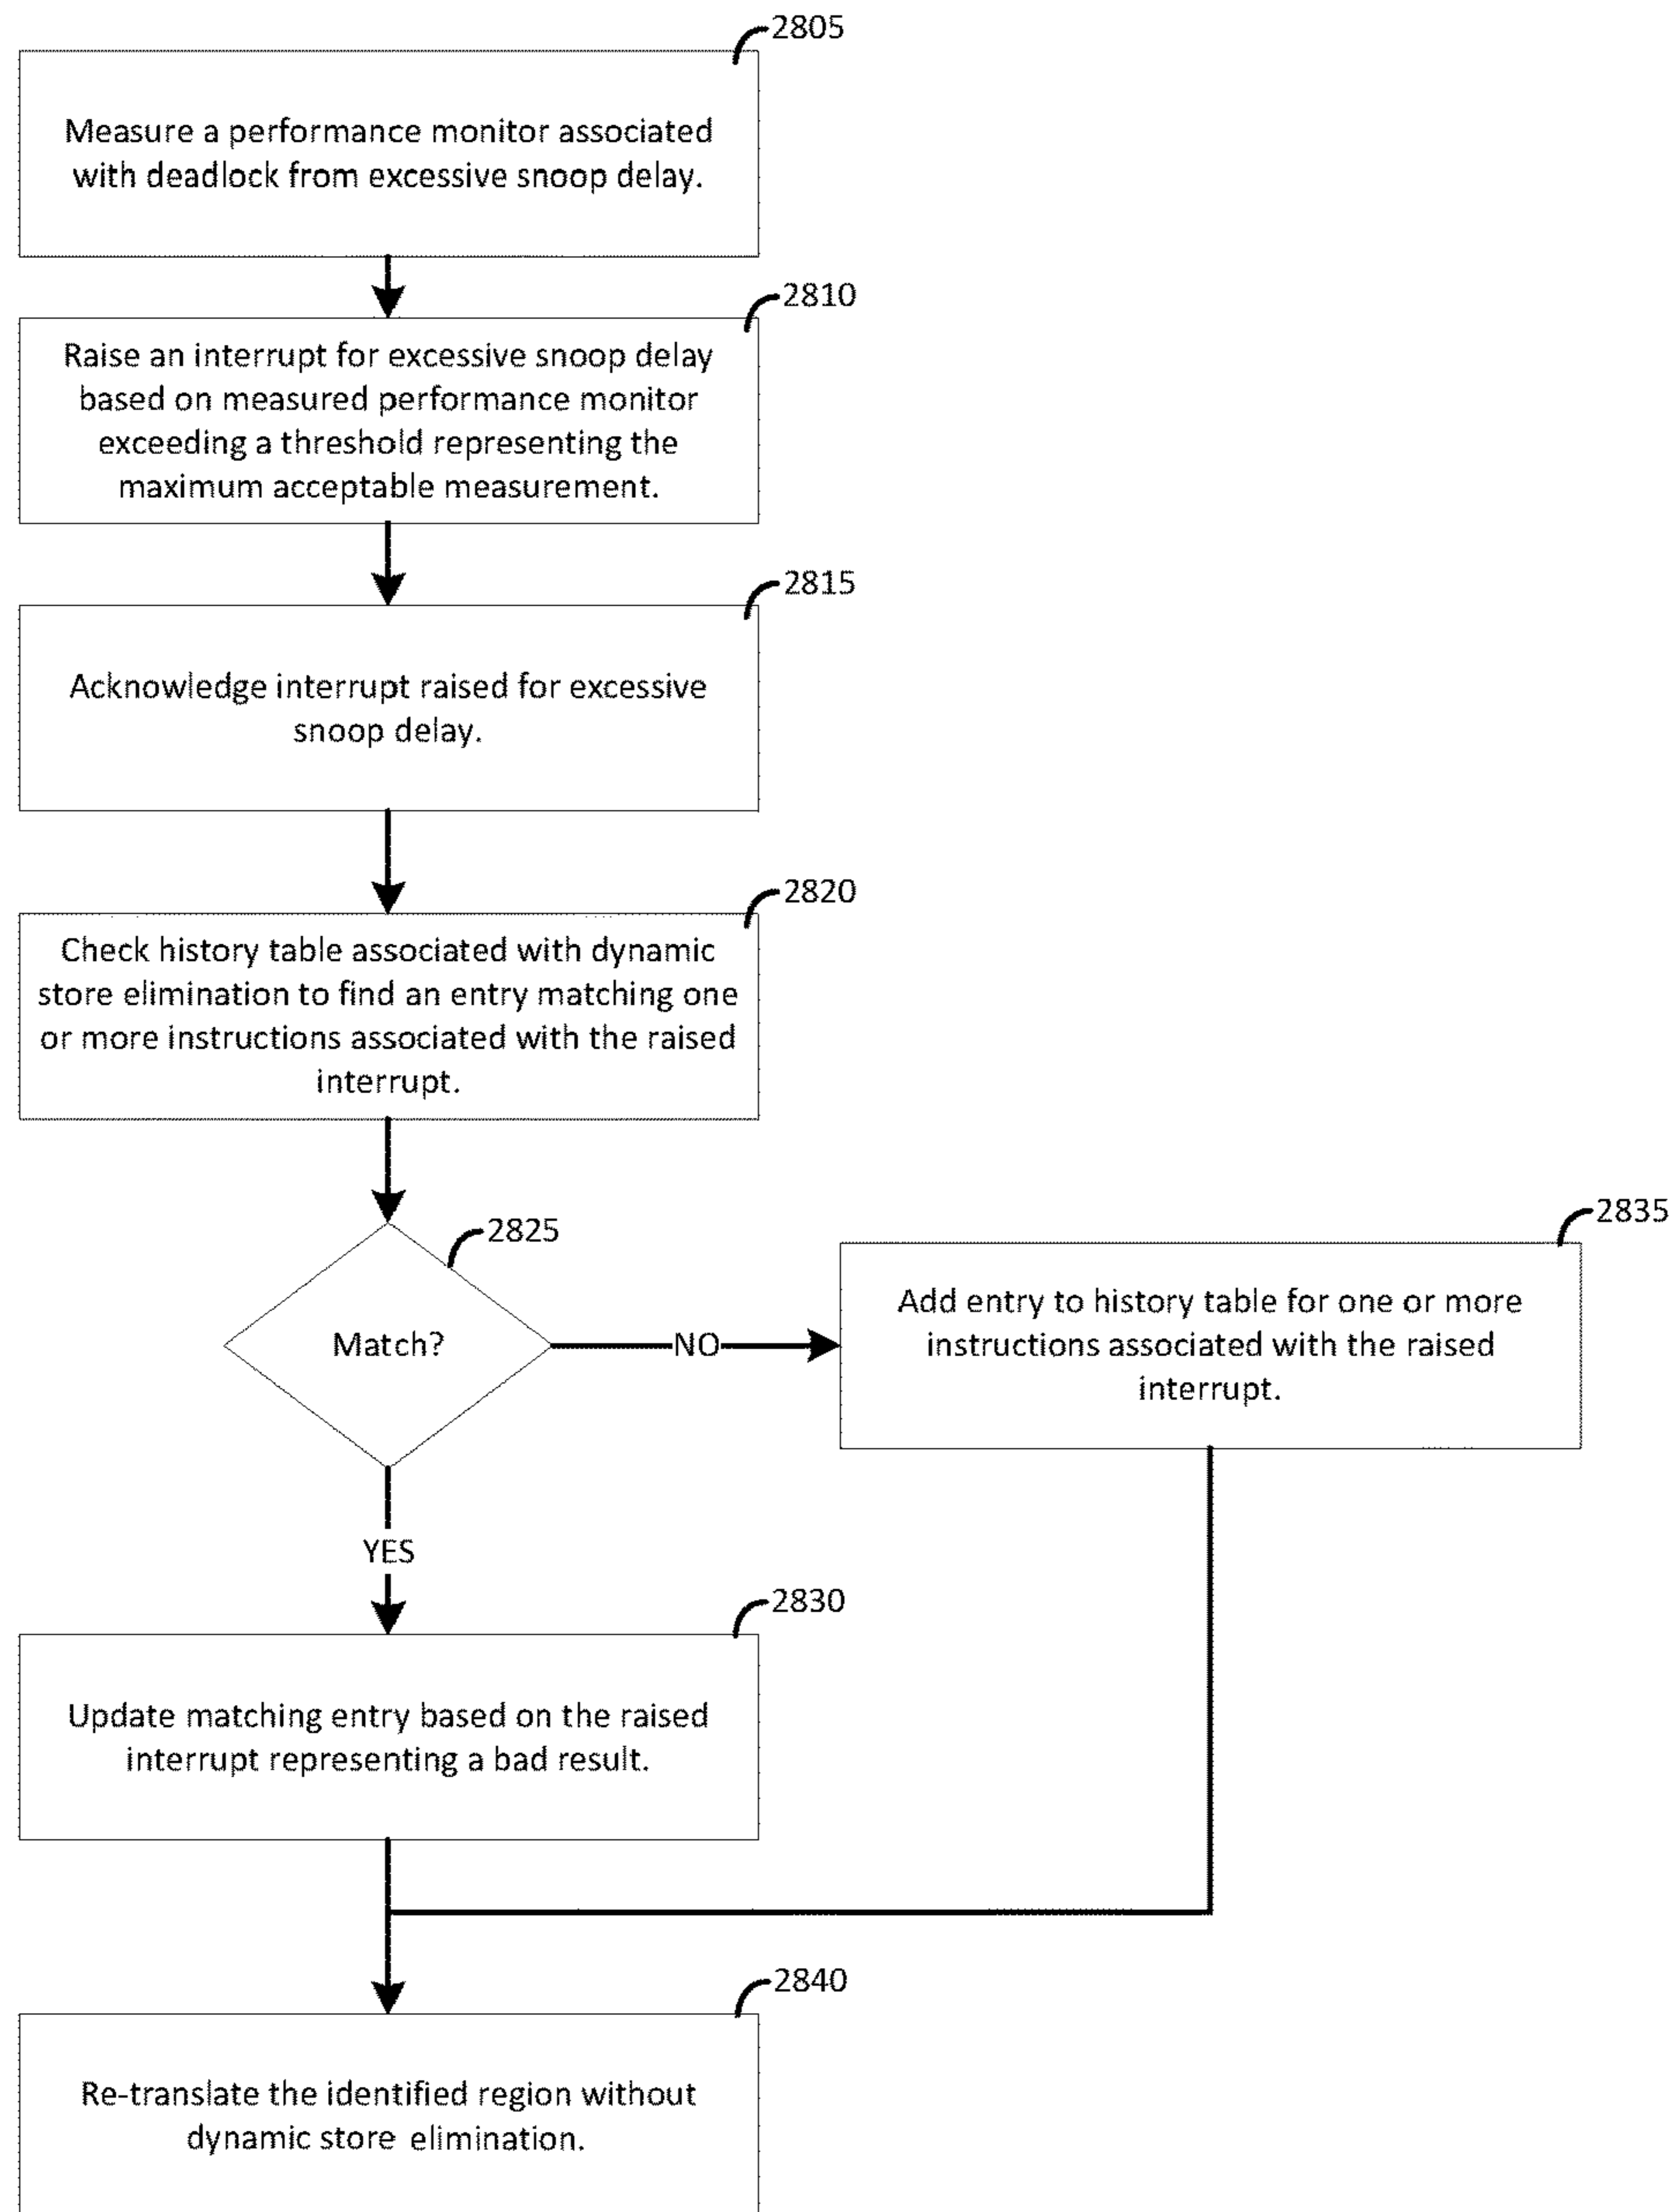 2805
Measure a performance monitor associated
with deadlock from excessive snoop delay.
2810
Raise an interrupt for excessive snoop delay
based on measured performance monitor
exceeding a threshold representing the
maximum acceptable measurement.
2815
Acknowledge interrupt raised for excessive
snoop delay.
2820
Check history table associated with dynamic
store elimination to find an entry matching one
or more instructions associated with the raised
interrupt.
2825
Match?
NO
2835
Add entry to history table for one or more
instructions associated with the raised
interrupt.
YES
2830
Update matching entry based on the raised
interrupt representing a bad result.
2840
Re-translate the identified region without
dynamic store elimination.